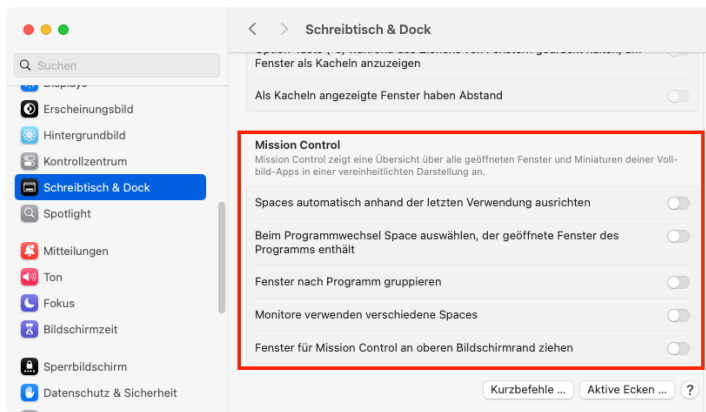 Schreibtisch & Dock
Suchen
Displays
Erscheinungsbild
Hintergrundbild
Kontrollzentrum
Schreibtisch & Dock
Spotlight
Mitteilungen
Ton
Fokus
Bildschirmzeit
Sperrbildschirm
Datenschutz & Sicherheit
Fenster als Kacheln anzuzeigen
Als Kacheln angezeigte Fenster haben Abstand
Mission Control
Mission Control zeigt eine Übersicht über alle geöffneten Fenster und Miniaturen deiner Voll-
bild-Apps in einer vereinheitlichten Darstellung an.
Spaces automatisch anhand der letzten Verwendung ausrichten
Beim Programmwechsel Space auswählen, der geöffnete Fenster des
Programms enthält
Fenster nach Programm gruppieren
Monitore verwenden verschiedene Spaces
Fenster für Mission Control an oberen Bildschirmrand ziehen
Kurzbefehle ...
Aktive Ecken ...
?